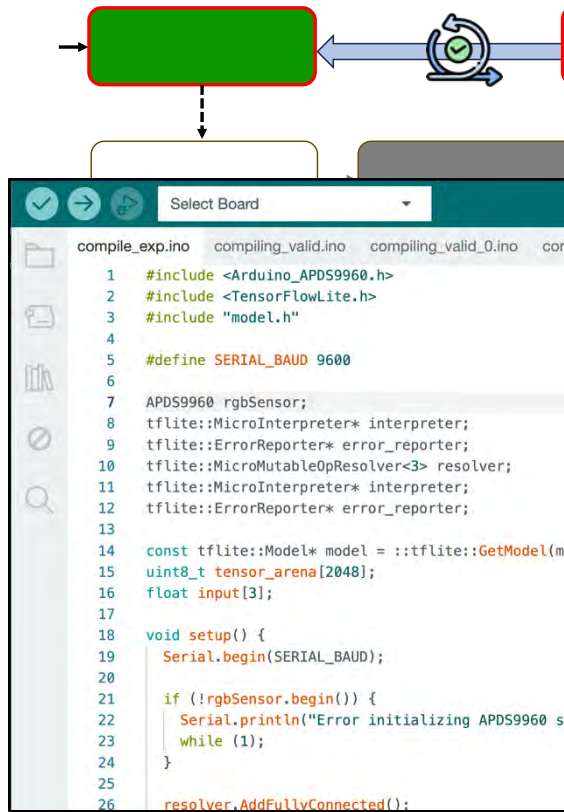 Select Board
compile_exp.ino compiling_valid.ino compiling_valid_0.ino
1 #include <Arduino_APDS9960.h>
2 #include <TensorFlowLite.h>
3 #include "model.h"
4
5 #define SERIAL_BAUD 9600
6
7 APDS9960 rgbSensor;
8 tflite::MicroInterpreter* interpreter;
9 tflite::ErrorReporter* error_reporter;
10 tflite::MicroMutableOpResolver<3> resolver;
11 tflite::MicroInterpreter* interpreter;
12 tflite::ErrorReporter* error_reporter;
13
14 const tflite::Model* model = ::tflite::GetModel(m
15 uint8_t tensor_arena[2048];
16 float input[3];
17
18 void setup() {
19 Serial.begin(SERIAL_BAUD);
20
21 if (!rgbSensor.begin()) {
22 Serial.println("Error initializing APDS9960 s
23 while (1);
24 }
25
26 resolver.AddFullyConnected();